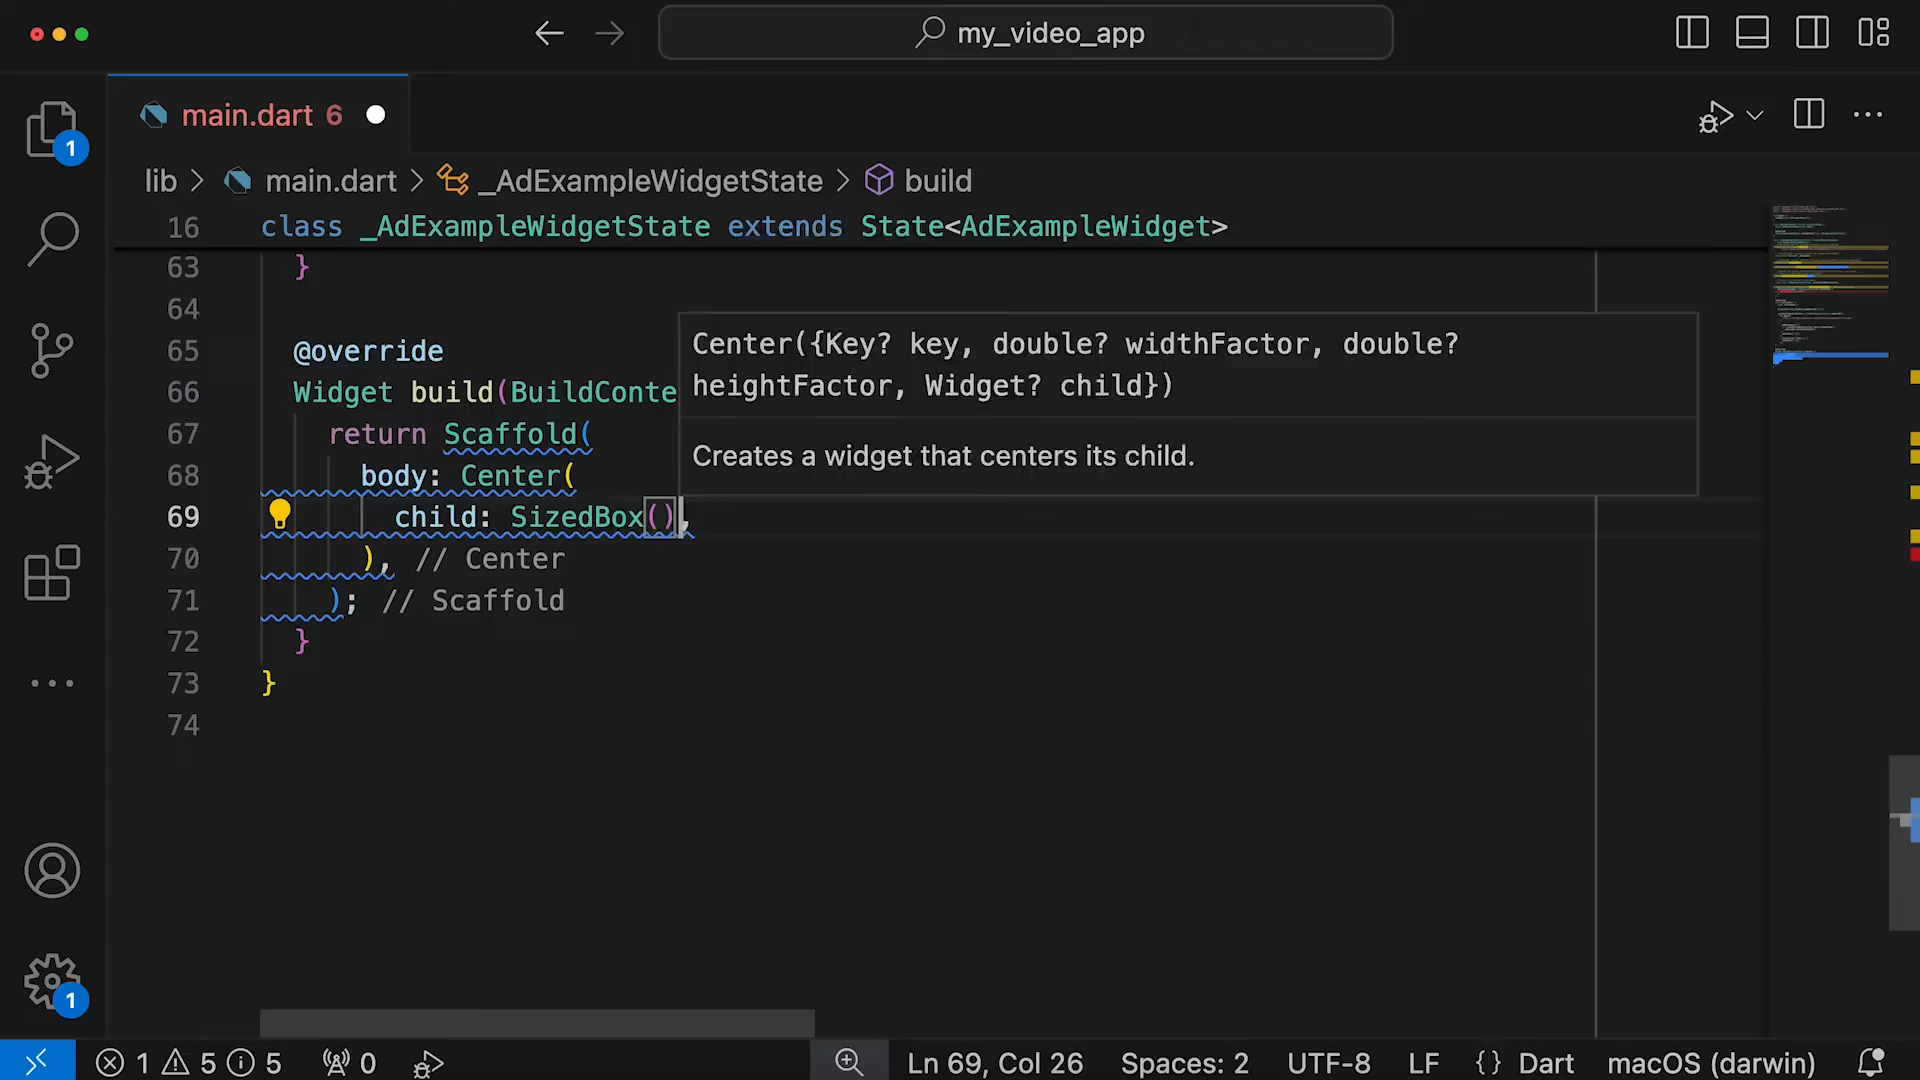 my_video_app
main.dart 6
lib > main.dart > _AdExampleWidgetState > build
16 class _AdExampleWidgetState extends State<AdExampleWidget>
63 }
64
65 @override
66 Widget build(BuildConte
67 return Scaffold(
68 body: Center(
69 child: SizedBox(),
70 ), // Center
71 ); // Scaffold
72 }
73 }
74
Center({Key? key, double? widthFactor, double?
heightFactor, Widget? child})
Creates a widget that centers its child.
1
1
1 5 5 0 Ln 69, Col 26 Spaces: 2 UTF-8 LF {} Dart macOS (darwin)